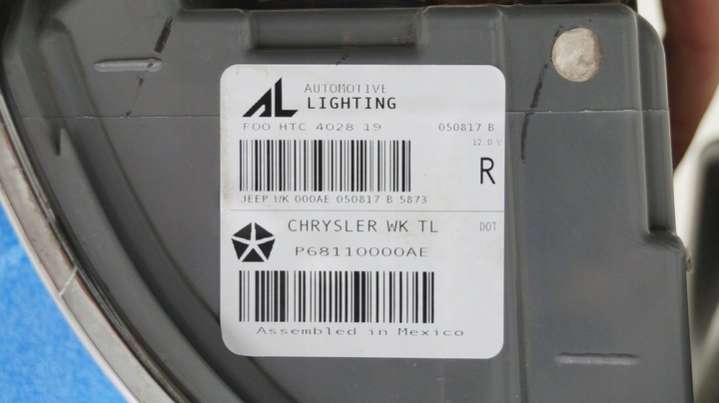 AL AUTOMOTIVE
LIGHTING
F00 HTC 4028 19 050817 B
12.0 V
R
JEEP WK 000AE 050817 B 5873
CHRYSLER WK TL DOT
P68110000AE
Assembled in Mexico